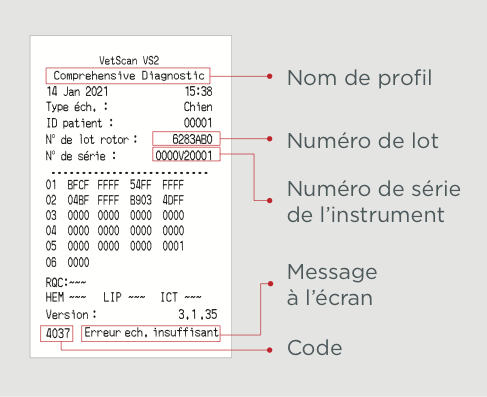 VetScan VS2
Comprehensive Diagnostic
Nom de profil
14 Jan 2021 15:38
Type éch. : Chien
ID patient : 00001
N° de lot rotor : 6283AB0
Numéro de lot
N° de série : 0000V20001
Numéro de série
de l'instrument
01 BFCF FFFF 54FF FFFF
02 04BF FFFF B903 4DFF
03 0000 0000 0000 0000
04 0000 0000 0000 0000
05 0000 0000 0000 0001
06 0000
RQC:~~~
HEM ~~~ LIP ~~~ ICT ~~~
Version : 3.1.35
Message
à l'écran
4037 Erreur ech. insuffisant
Code